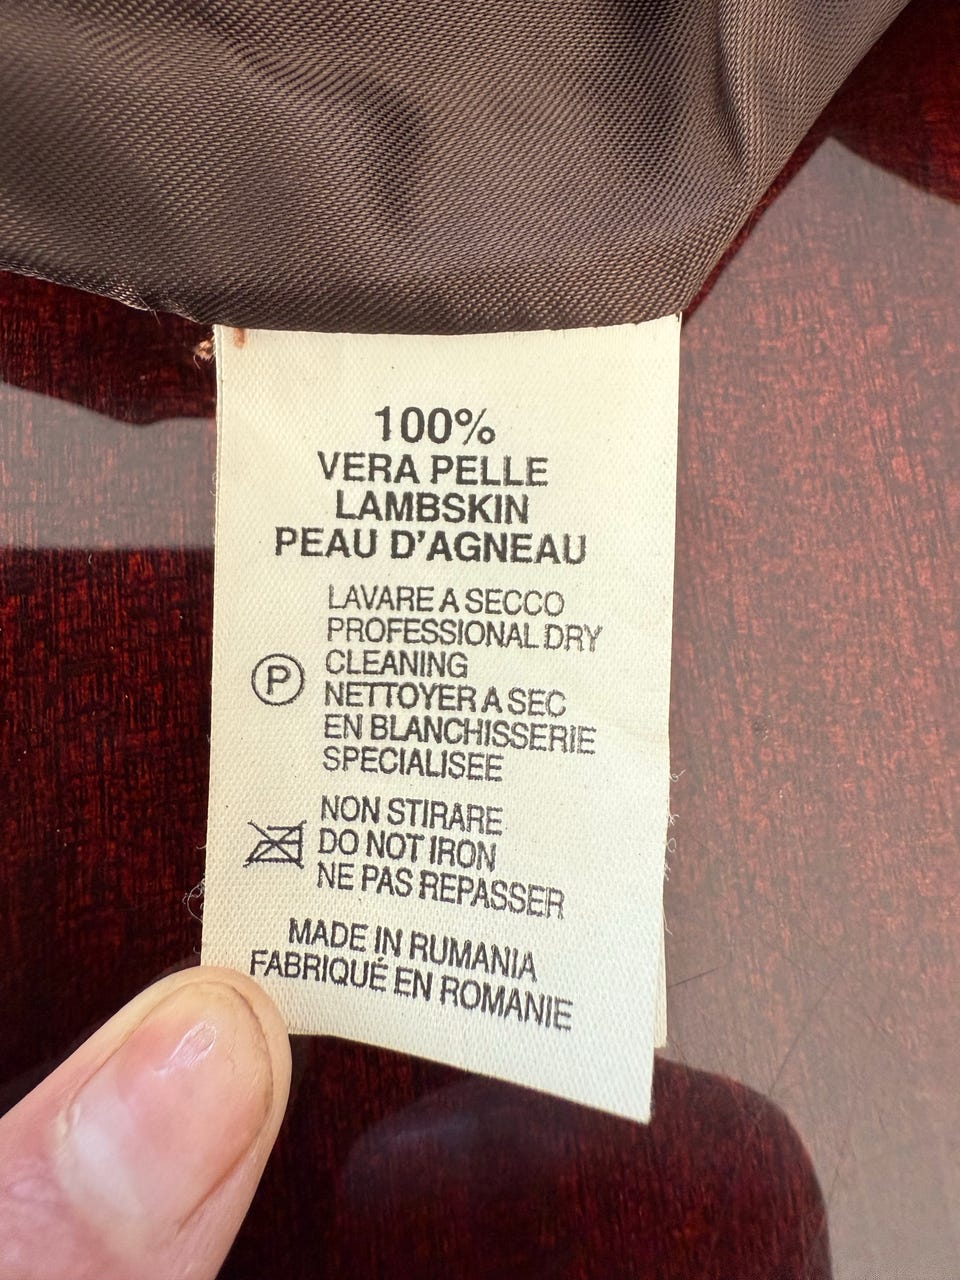 100%
VERA PELLE
LAMBSKIN
PEAU D'AGNEAU
LAVARE A SECCO
PROFESSIONAL DRY
CLEANING
P
NETTOYER A SEC
EN BLANCHISSERIE
SPECIALISEE
NON STIRARE
DO NOT IRON
NE PAS REPASSER
MADE IN RUMANIA
FABRIQUÉ EN ROMANIE